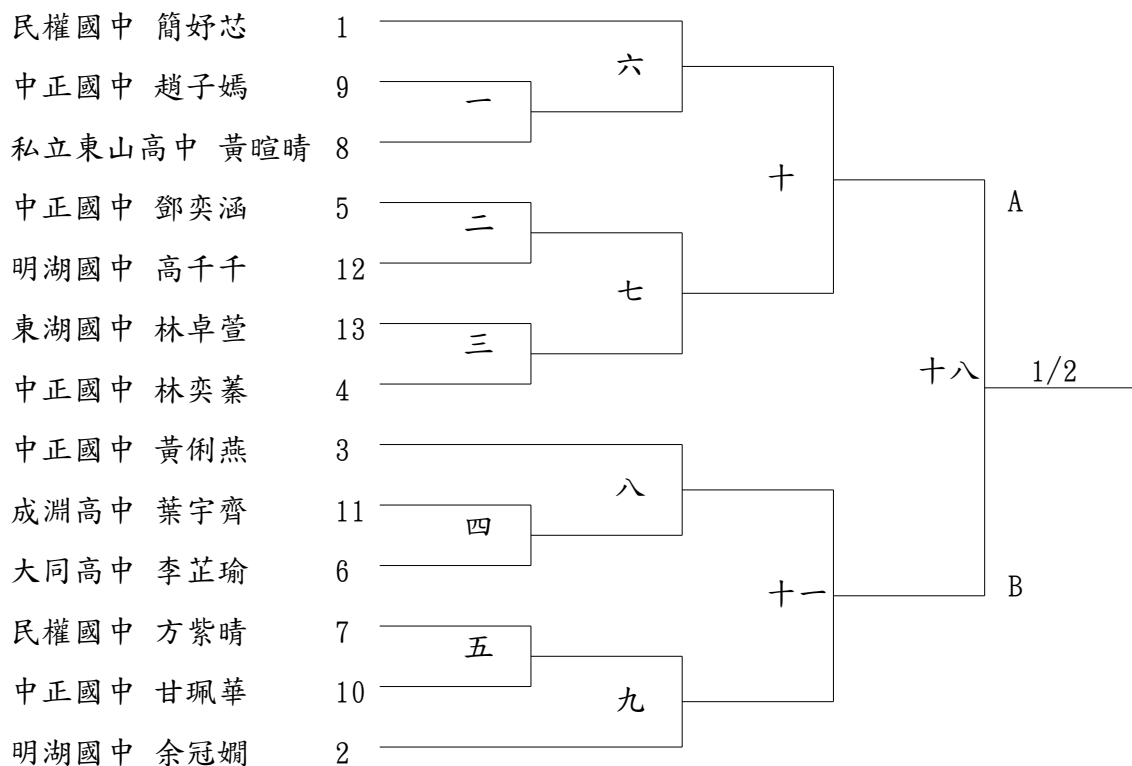 民權國中 簡妤芯 1
六
中正國中 趙子嫣 9
一
私立東山高中 黃暄晴 8
十
中正國中 鄧奕涵 5
A
二
明湖國中 高千千 12
七
東湖國中 林卓萱 13
三
十八 1/2
中正國中 林奕蓁 4
中正國中 黃俐燕 3
八
成淵高中 葉宇齊 11
四
大同高中 李芷瑜 6
十一 B
民權國中 方紫晴 7
五
中正國中 甘珮華 10
九
明湖國中 余冠嫺 2